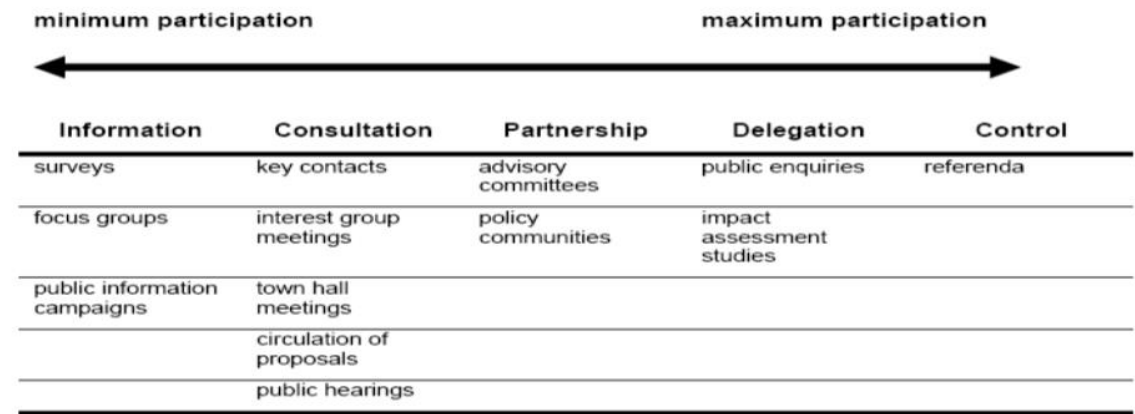 minimum participation maximum participation
Information Consultation Partnership Delegation Control
surveys key contacts advisory committees public enquiries referenda
focus groups interest group meetings policy communities impact assessment studies
public information campaigns town hall meetings
circulation of proposals
public hearings